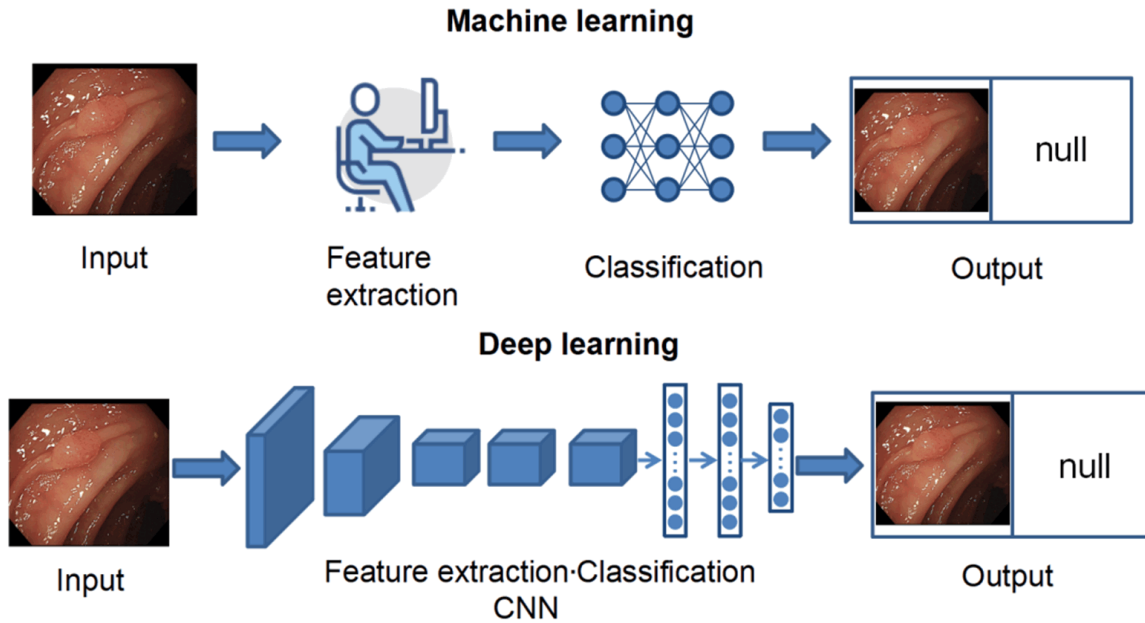 Machine learning
null
Input
Feature
extraction
Classification
Output
Deep learning
null
Input
Feature extraction·Classification
CNN
Output